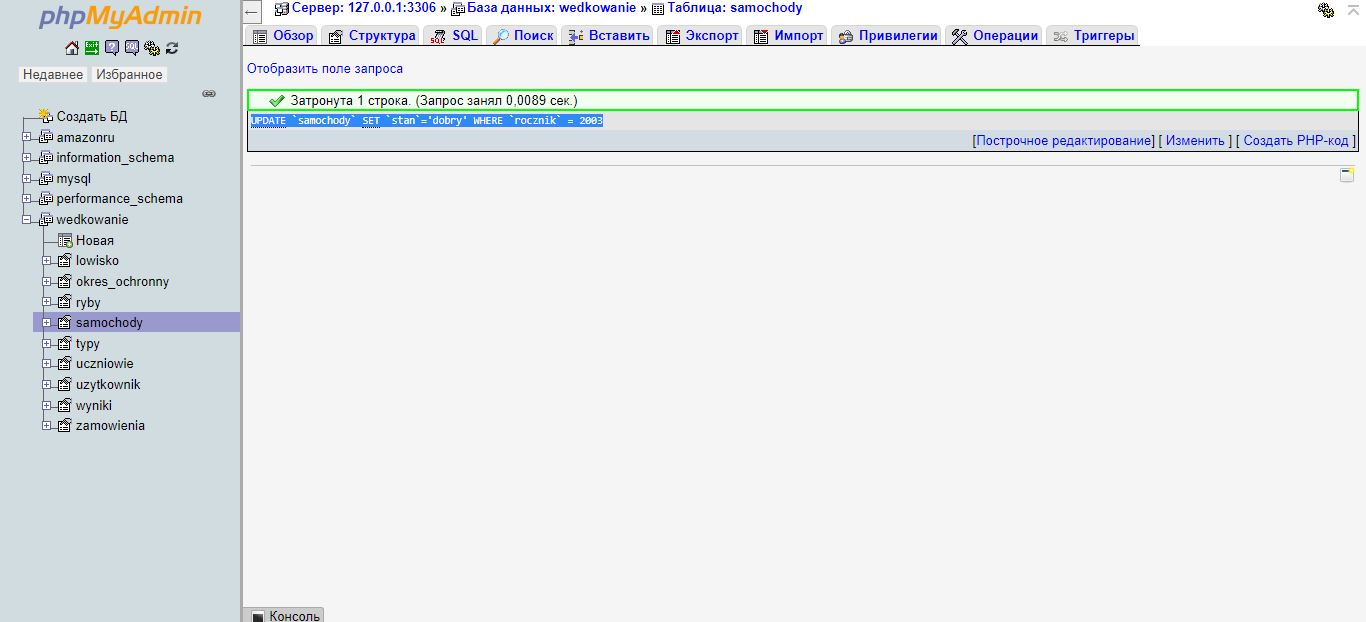 phpMyAdmin
Недавнее Избранное
Создать БД
amazonru
information_schema
mysql
performance_schema
wedkowanie
Новая
lowisko
okres_ochronny
ryby
samochody
typy
uczniowie
uzytkownik
wyniki
zamowienia
Сервер: 127.0.0.1:3306 » База данных: wedkowanie » Таблица: samochody
Обзор Структура SQL Поиск Вставить Экспорт Импорт Привилегии Операции Триггеры
Отобразить поле запроса
Затронута 1 строка. (Запрос занял 0,0089 сек.)
UPDATE `samochody` SET `stan`='dobry' WHERE `rocznik` = 2003
[Построчное редактирование] [ Изменить ] [ Создать PHP-код ]
Консоль